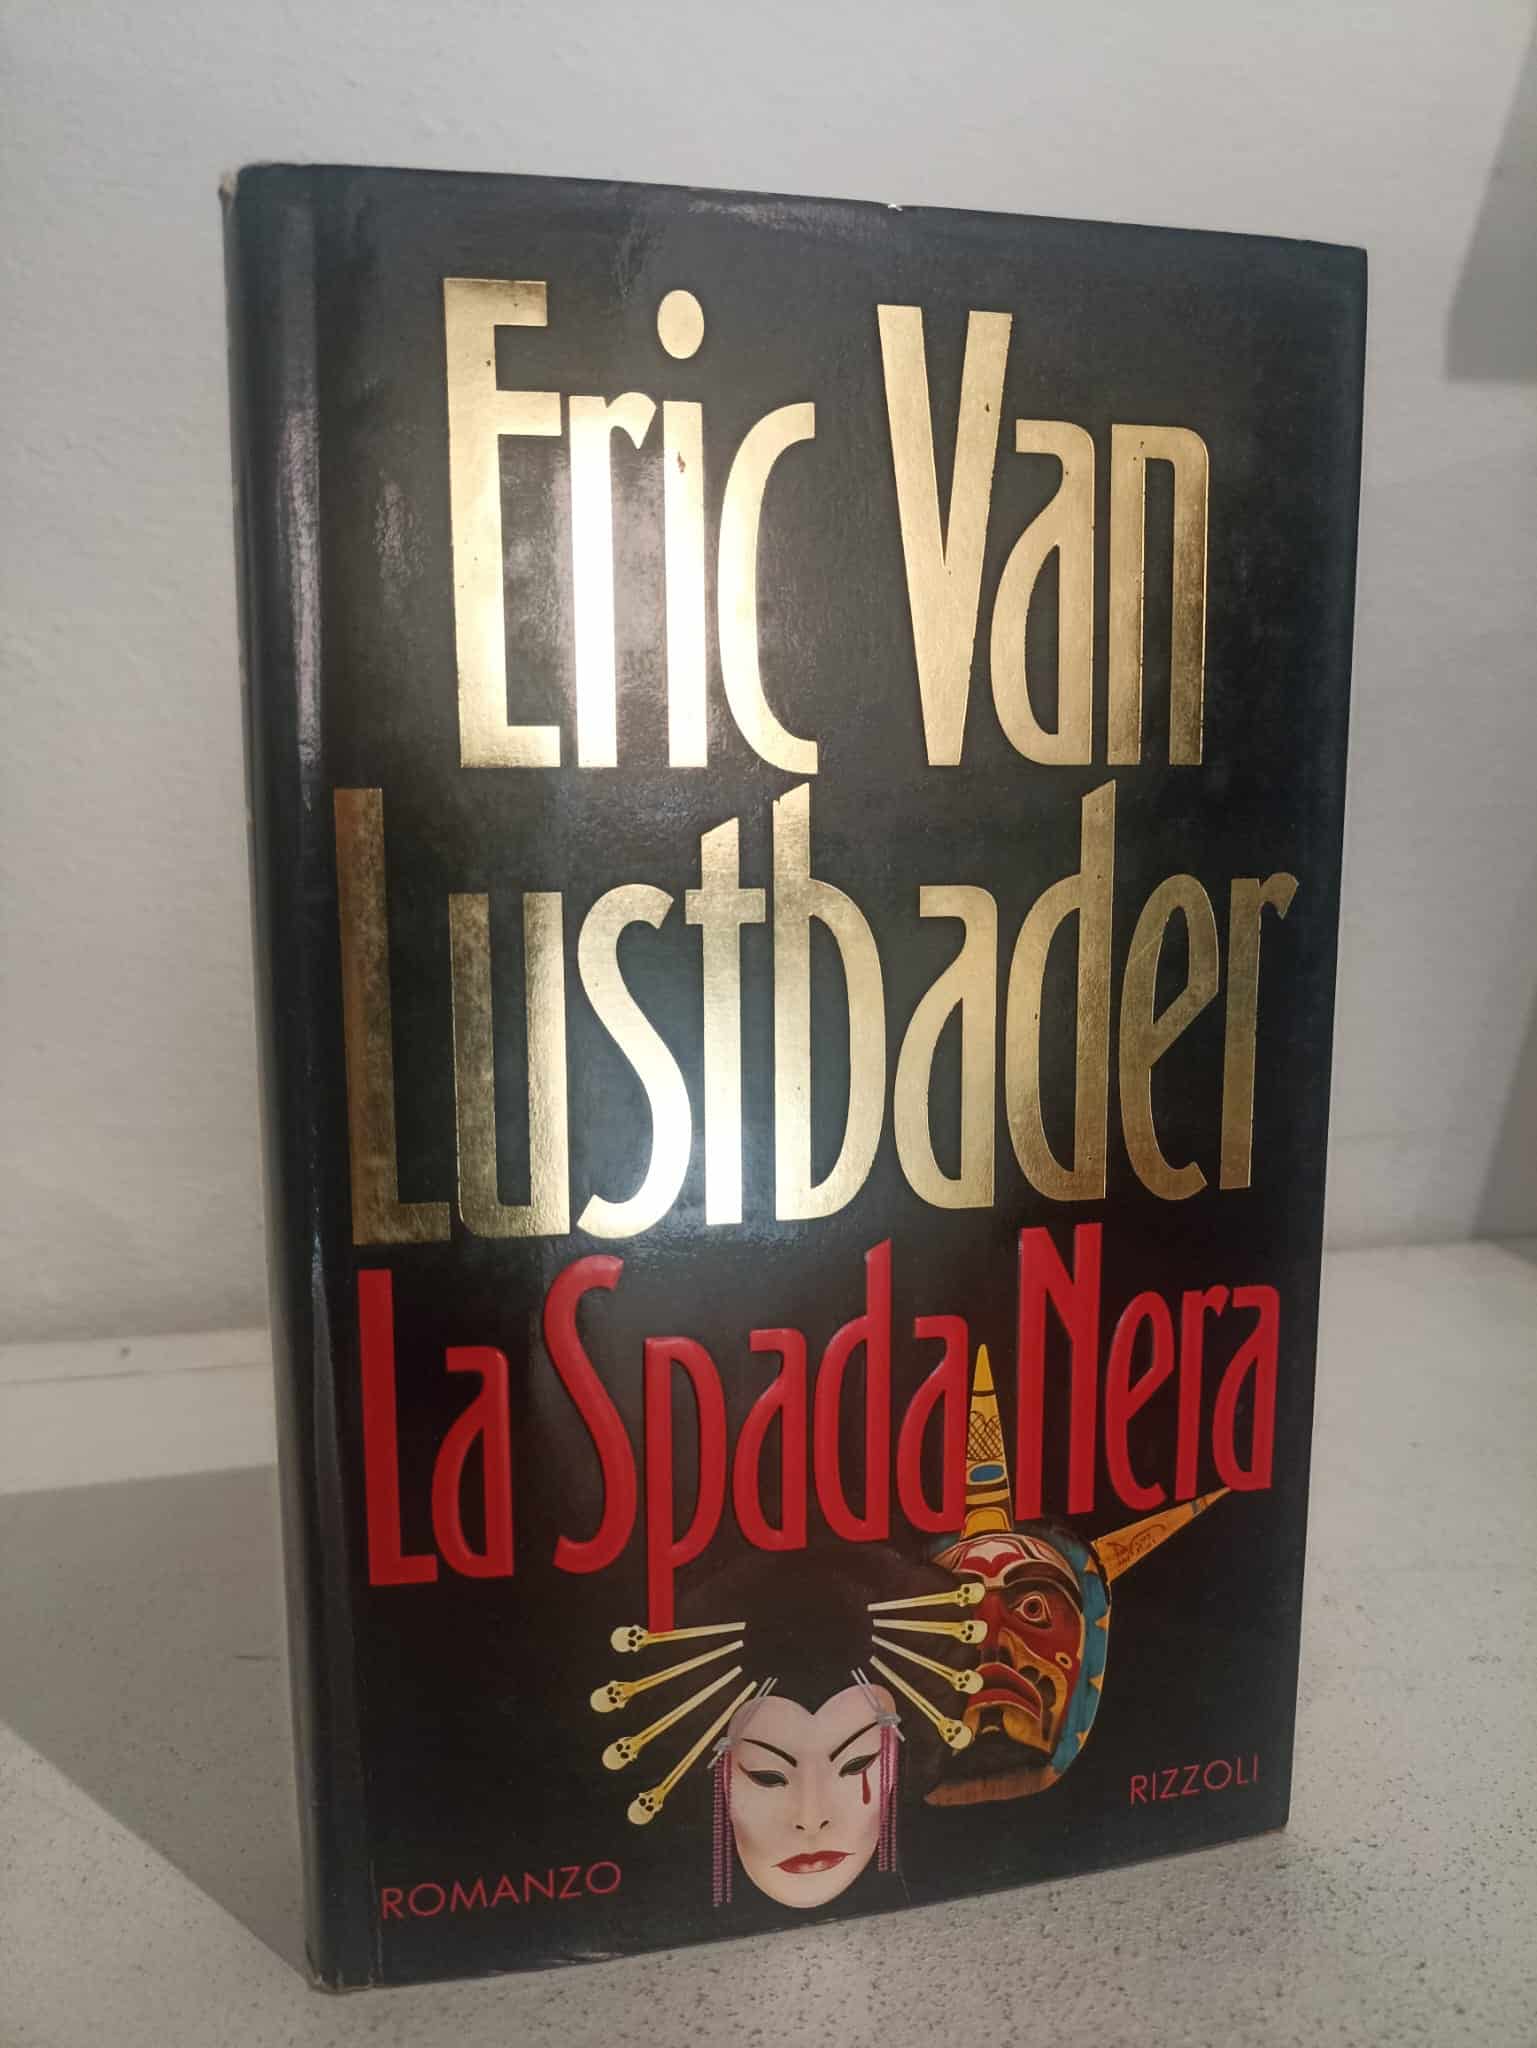 Eric Van
Lustbader
La Spada Nera
RIZZOLI
ROMANZO